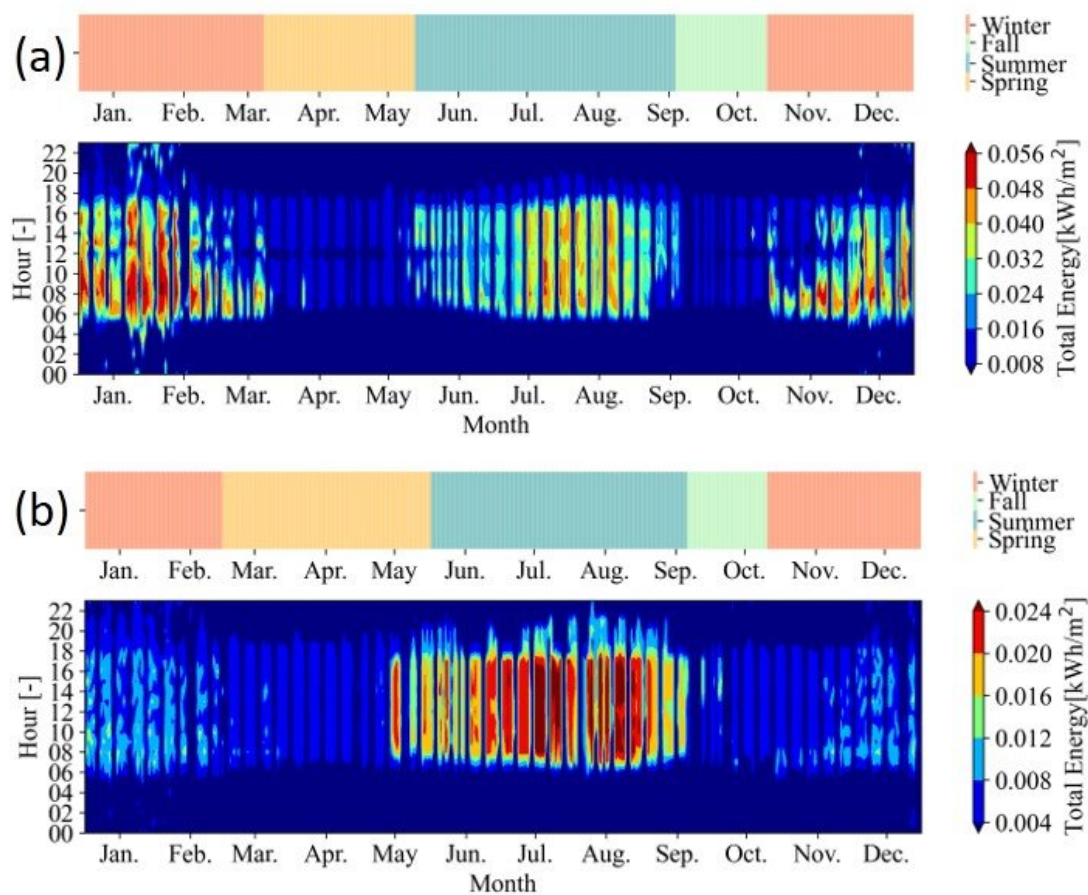 (a)
Winter
Fall
Summer
Spring
Jan. Feb. Mar. Apr. May Jun. Jul. Aug. Sep. Oct. Nov. Dec.
Hour [-]
22
20
18
16
14
12
10
08
06
04
02
00
Jan. Feb. Mar. Apr. May Jun. Jul. Aug. Sep. Oct. Nov. Dec.
Month
0.056
0.048
0.040
0.032
0.024
0.016
0.008
Total Energy[kWh/m²]
(b)
Winter
Fall
Summer
Spring
Jan. Feb. Mar. Apr. May Jun. Jul. Aug. Sep. Oct. Nov. Dec.
Hour [-]
22
20
18
16
14
12
10
08
06
04
02
00
Jan. Feb. Mar. Apr. May Jun. Jul. Aug. Sep. Oct. Nov. Dec.
Month
0.024
0.020
0.016
0.012
0.008
0.004
Total Energy[kWh/m²]